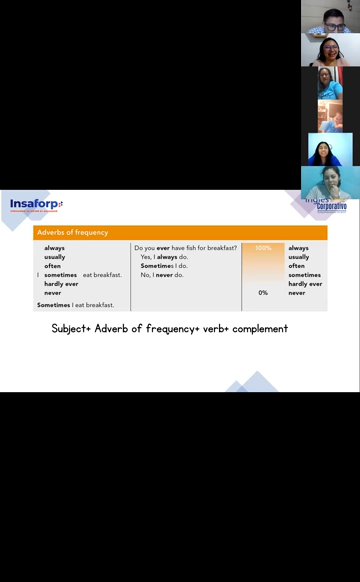 Insaforp
Inglés
Corporativo
Adverbs of frequency
always
usually
often
I sometimes eat breakfast.
hardly ever
never
Sometimes I eat breakfast.
Do you ever have fish for breakfast?
Yes, I always do.
Sometimes I do.
No, I never do.
100%
0%
always
usually
often
sometimes
hardly ever
never
Subject+ Adverb of frequency+ verb+ complement